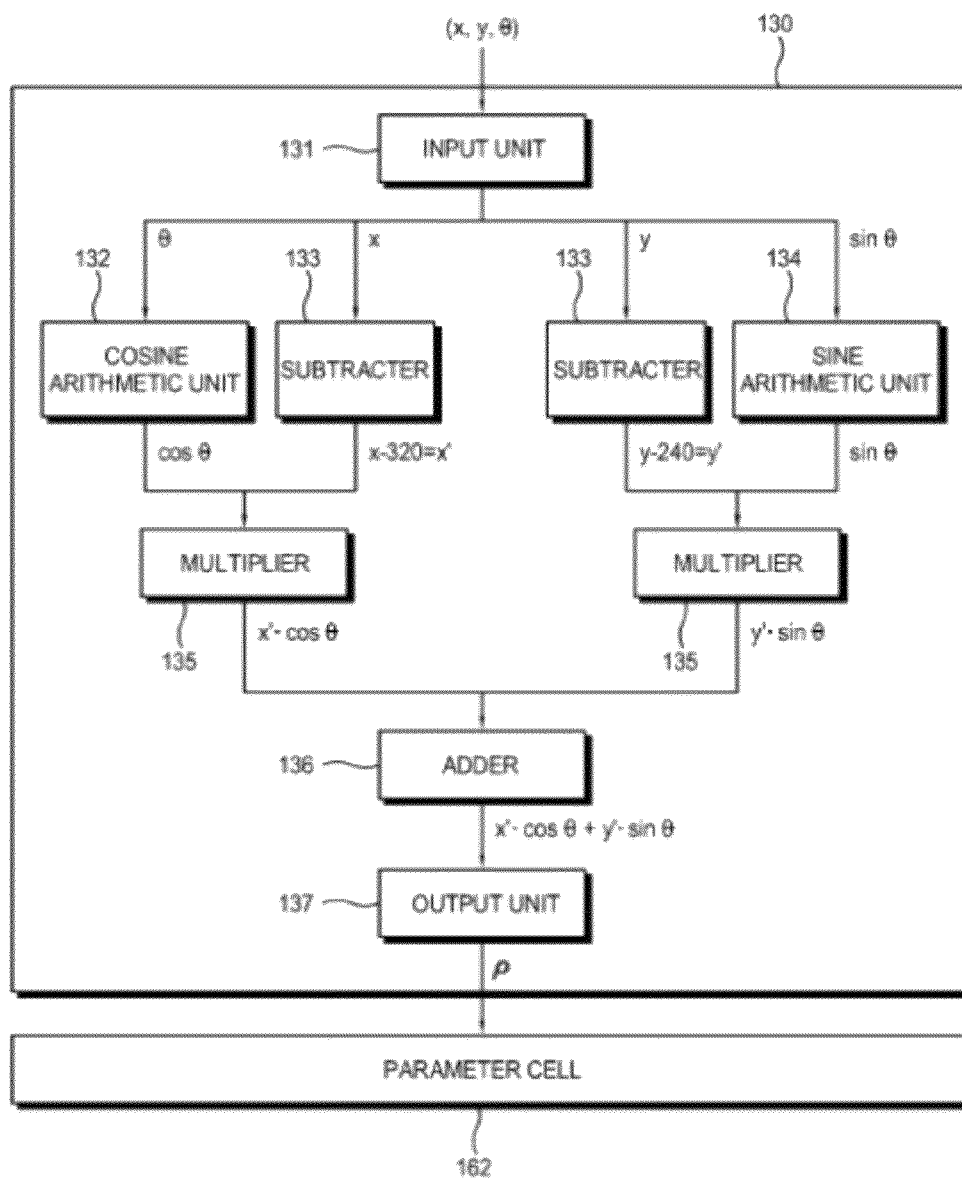 (x, y, θ)
130
131
INPUT UNIT
θ
x
y
sin θ
132
133
133
134
COSINE
ARITHMETIC UNIT
SUBTRACTER
SUBTRACTER
SINE
ARITHMETIC UNIT
cos θ
x-320=x'
y-240=y'
sin θ
MULTIPLIER
MULTIPLIER
135
x'· cos θ
135
y'· sin θ
136
ADDER
x'· cos θ + y'· sin θ
137
OUTPUT UNIT
ρ
PARAMETER CELL
162